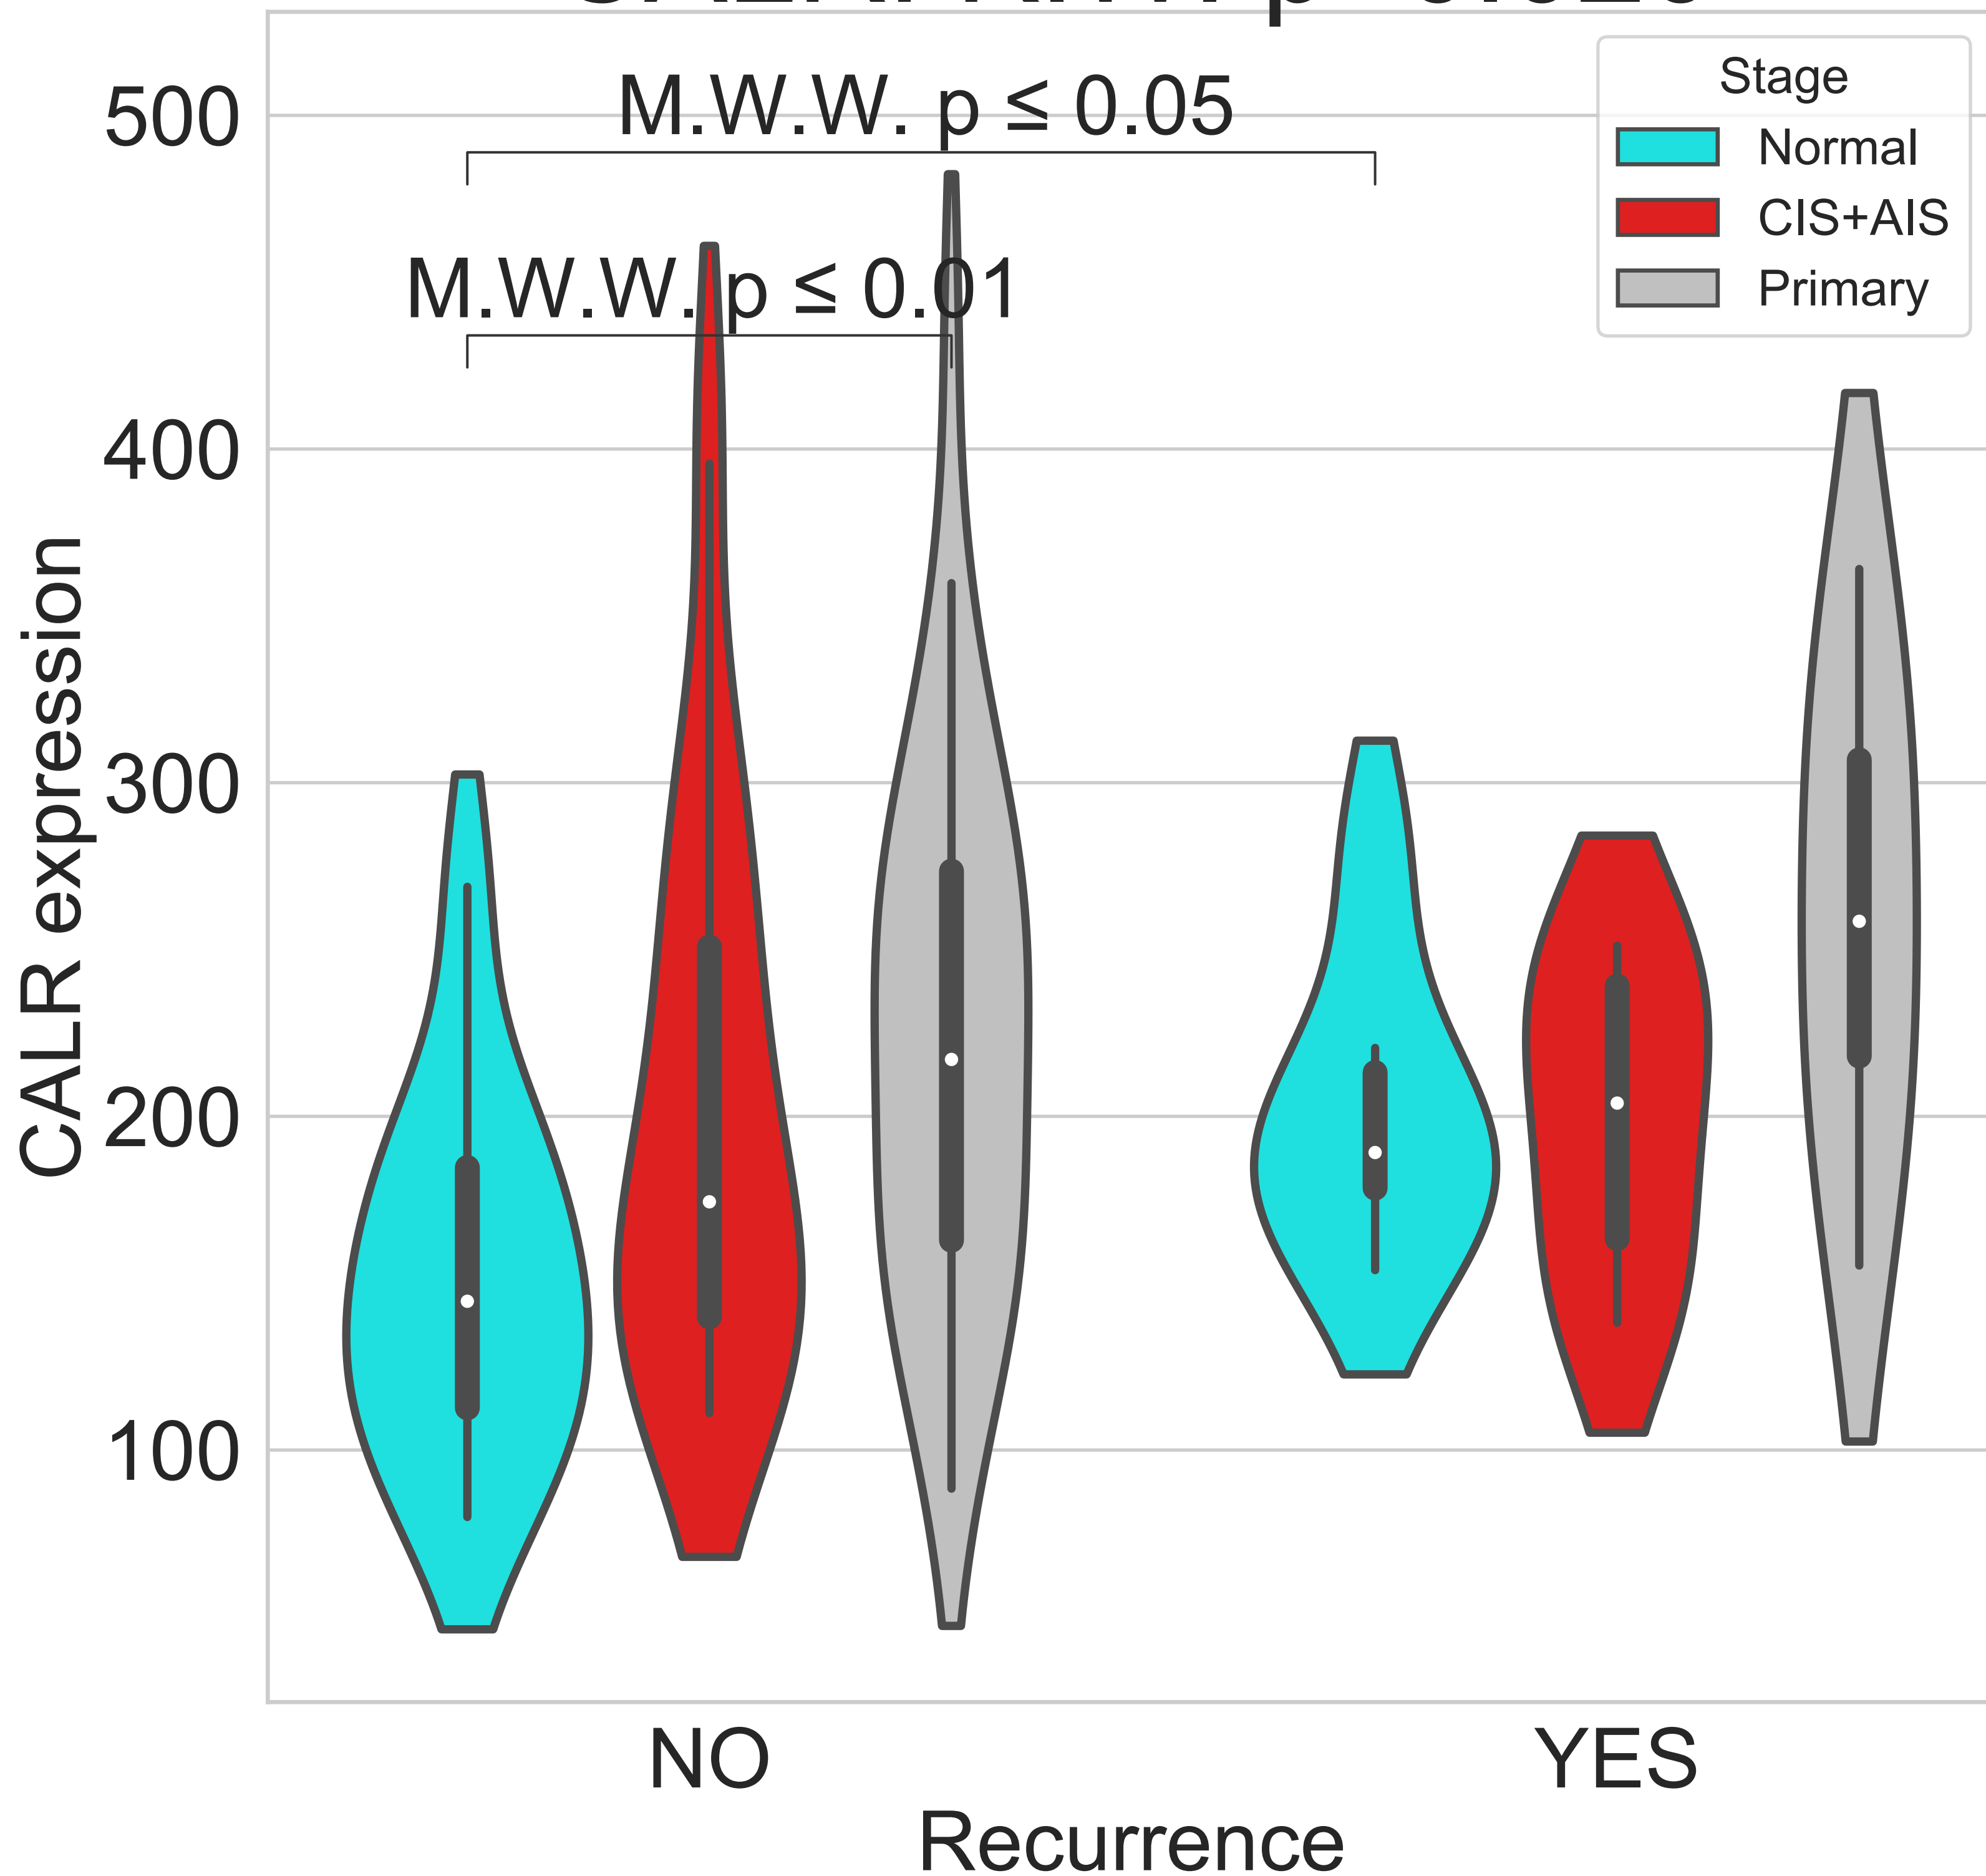 M.W.W. p ≤ 0.05
M.W.W. p ≤ 0.01
Stage
Normal
CIS+AIS
Primary
500
400
300
200
100
CALR expression
NO
YES
Recurrence